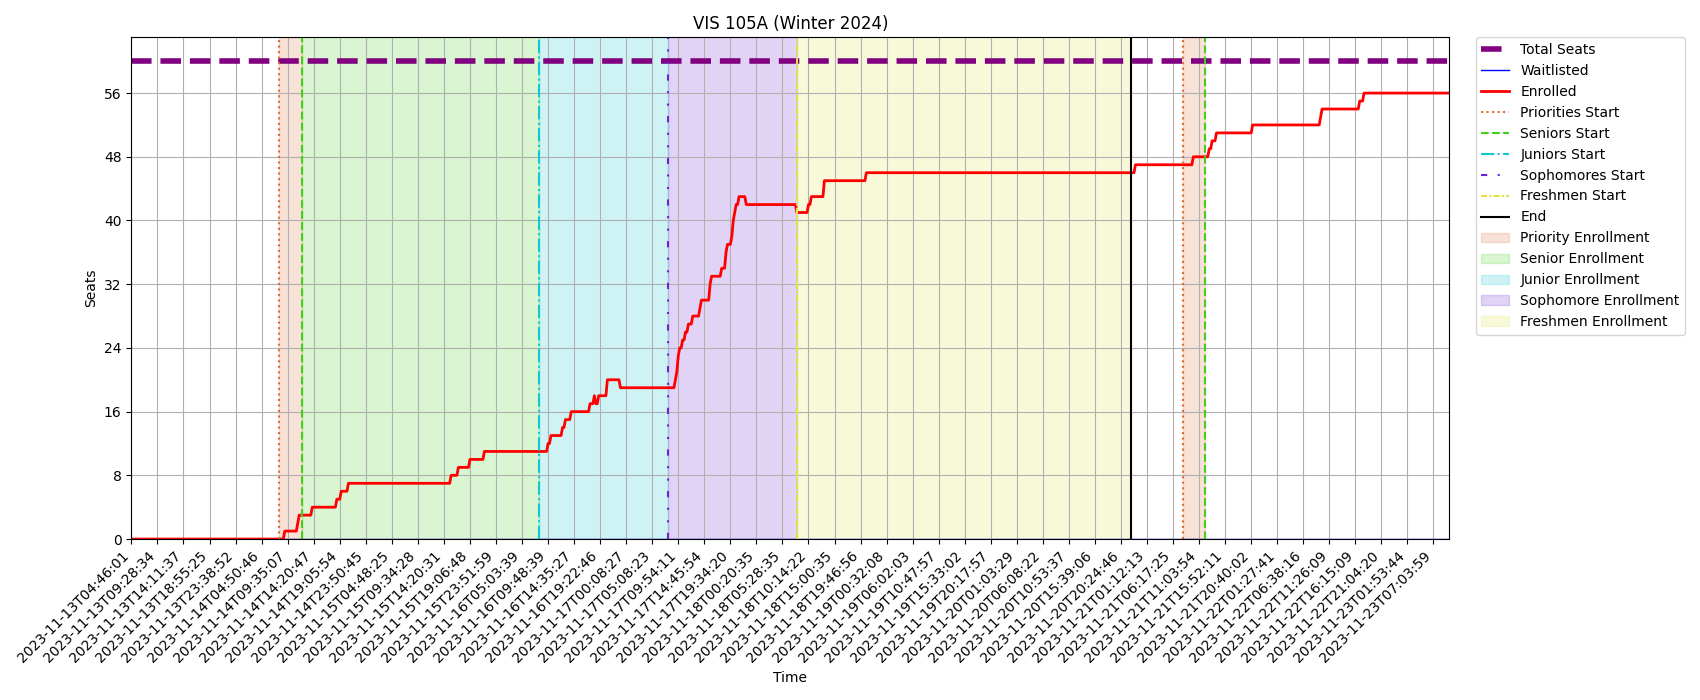 VIS 105A (Winter 2024)
Total Seats
Waitlisted
Enrolled
Priorities Start
Seniors Start
Juniors Start
Sophomores Start
Freshmen Start
End
Priority Enrollment
Senior Enrollment
Junior Enrollment
Sophomore Enrollment
Freshmen Enrollment
Seats
56
48
40
32
24
16
8
0
2023-11-13T04:46:01
2023-11-13T09:28:34
2023-11-13T14:11:37
2023-11-13T18:55:25
2023-11-13T23:38:52
2023-11-14T04:50:46
2023-11-14T09:35:07
2023-11-14T14:20:47
2023-11-14T19:05:54
2023-11-14T23:50:45
2023-11-15T04:48:25
2023-11-15T09:34:28
2023-11-15T14:20:31
2023-11-15T19:06:48
2023-11-15T23:51:59
2023-11-16T05:03:39
2023-11-16T09:48:39
2023-11-16T14:35:27
2023-11-16T19:22:46
2023-11-17T00:08:27
2023-11-17T05:08:23
2023-11-17T09:54:11
2023-11-17T14:45:54
2023-11-17T19:34:20
2023-11-18T00:20:35
2023-11-18T05:28:35
2023-11-18T10:14:22
2023-11-18T15:00:35
2023-11-18T19:46:56
2023-11-19T00:32:08
2023-11-19T06:02:03
2023-11-19T10:47:57
2023-11-19T15:33:02
2023-11-19T20:17:57
2023-11-20T01:03:29
2023-11-20T06:08:22
2023-11-20T10:53:37
2023-11-20T15:39:06
2023-11-20T20:24:46
2023-11-21T01:12:13
2023-11-21T06:17:25
2023-11-21T11:03:54
2023-11-21T15:52:11
2023-11-21T20:40:02
2023-11-22T01:27:41
2023-11-22T06:38:16
2023-11-22T11:26:09
2023-11-22T16:15:09
2023-11-22T21:04:20
2023-11-23T01:53:44
2023-11-23T07:03:59
Time